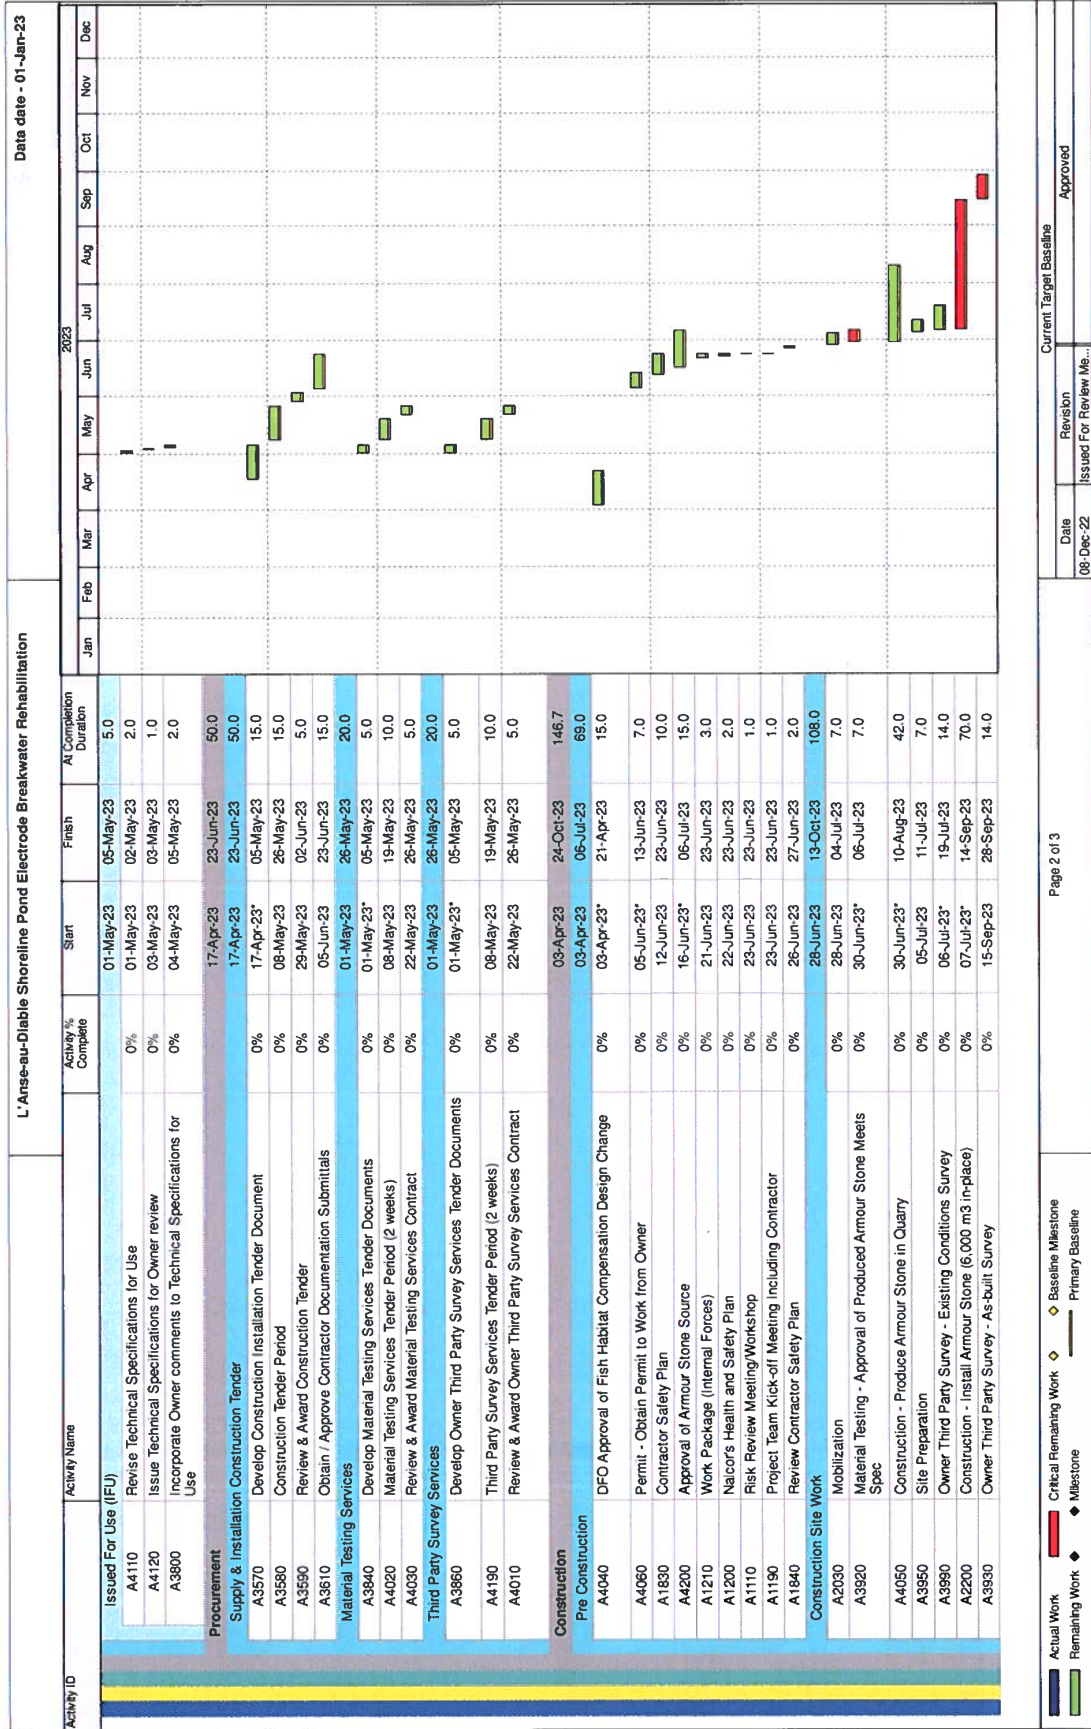 L'Anse-au-Diable Shoreline Pond Electrode Breakwater Rehabilitation
Data date - 01-Jan-23
Activity ID Activity Name Activity % Complete Start Finish At Completion Duration 2023
Jan Feb Mar Apr May Jun Jul Aug Sep Oct Nov Dec
Issued For Use (IFU) 01-May-23 05-May-23 5.0
A4110 Revise Technical Specifications for Use 0% 01-May-23 02-May-23 2.0
A4120 Issue Technical Specifications for Owner review 0% 03-May-23 03-May-23 1.0
A3800 Incorporate Owner comments to Technical Specifications for 0% 04-May-23 05-May-23 2.0
Use
Procurement 17-Apr-23 23-Jun-23 50.0
Supply & Installation Construction Tender 17-Apr-23 23-Jun-23 50.0
A3570 Develop Construction Installation Tender Document 0% 17-Apr-23* 05-May-23 15.0
A3580 Construction Tender Period 0% 08-May-23 26-May-23 15.0
A3590 Review & Award Construction Tender 0% 29-May-23 02-Jun-23 5.0
A3610 Obtain / Approve Contractor Documentation Submittals 0% 05-Jun-23 23-Jun-23 15.0
Material Testing Services 01-May-23 26-May-23 20.0
A3840 Develop Material Testing Services Tender Documents 0% 01-May-23* 05-May-23 5.0
A4020 Material Testing Services Tender Period (2 weeks) 0% 08-May-23 19-May-23 10.0
A4030 Review & Award Material Testing Services Contract 0% 22-May-23 26-May-23 5.0
Third Party Survey Services 01-May-23 26-May-23 20.0
A3860 Develop Owner Third Party Survey Services Tender Documents 0% 01-May-23* 05-May-23 5.0
A4190 Third Party Survey Services Tender Period (2 weeks) 0% 08-May-23 19-May-23 10.0
A4010 Review & Award Owner Third Party Survey Services Contract 0% 22-May-23 26-May-23 5.0
Construction 03-Apr-23 24-Oct-23 146.7
Pre Construction 03-Apr-23 06-Jul-23 69.0
A4040 DFO Approval of Fish Habitat Compensation Design Change 0% 03-Apr-23* 21-Apr-23 15.0
A4060 Permit - Obtain Permit to Work from Owner 0% 05-Jun-23* 13-Jun-23 7.0
A1830 Contractor Safety Plan 0% 12-Jun-23 23-Jun-23 10.0
A4200 Approval of Armour Stone Source 0% 16-Jun-23* 06-Jul-23 15.0
A1210 Work Package (Internal Forces) 0% 21-Jun-23 23-Jun-23 3.0
A1200 Nalcor's Health and Safety Plan 0% 22-Jun-23 23-Jun-23 2.0
A1110 Risk Review Meeting/Workshop 0% 23-Jun-23 23-Jun-23 1.0
A1190 Project Team Kick-off Meeting Including Contractor 0% 23-Jun-23 23-Jun-23 1.0
A1840 Review Contractor Safety Plan 0% 26-Jun-23 27-Jun-23 2.0
Construction Site Work 28-Jun-23 13-Oct-23 108.0
A2030 Mobilization 0% 28-Jun-23 04-Jul-23 7.0
A3920 Material Testing - Approval of Produced Armour Stone Meets 0% 30-Jun-23* 06-Jul-23 7.0
Spec
A4050 Construction - Produce Armour Stone in Quarry 0% 30-Jun-23* 10-Aug-23 42.0
A3950 Site Preparation 0% 05-Jul-23 11-Jul-23 7.0
A3990 Owner Third Party Survey - Existing Conditions Survey 0% 06-Jul-23* 19-Jul-23 14.0
A2200 Construction - Install Armour Stone (6,000 m3 in-place) 0% 07-Jul-23* 14-Sep-23 70.0
A3930 Owner Third Party Survey - As-built Survey 0% 15-Sep-23 28-Sep-23 14.0
Actual Work Critical Remaining Work Baseline Milestone
Remaining Work Milestone Primary Baseline
Page 2 of 3
Current Target Baseline
Date Revision Approved
08-Dec-22 Issued For Review Me...